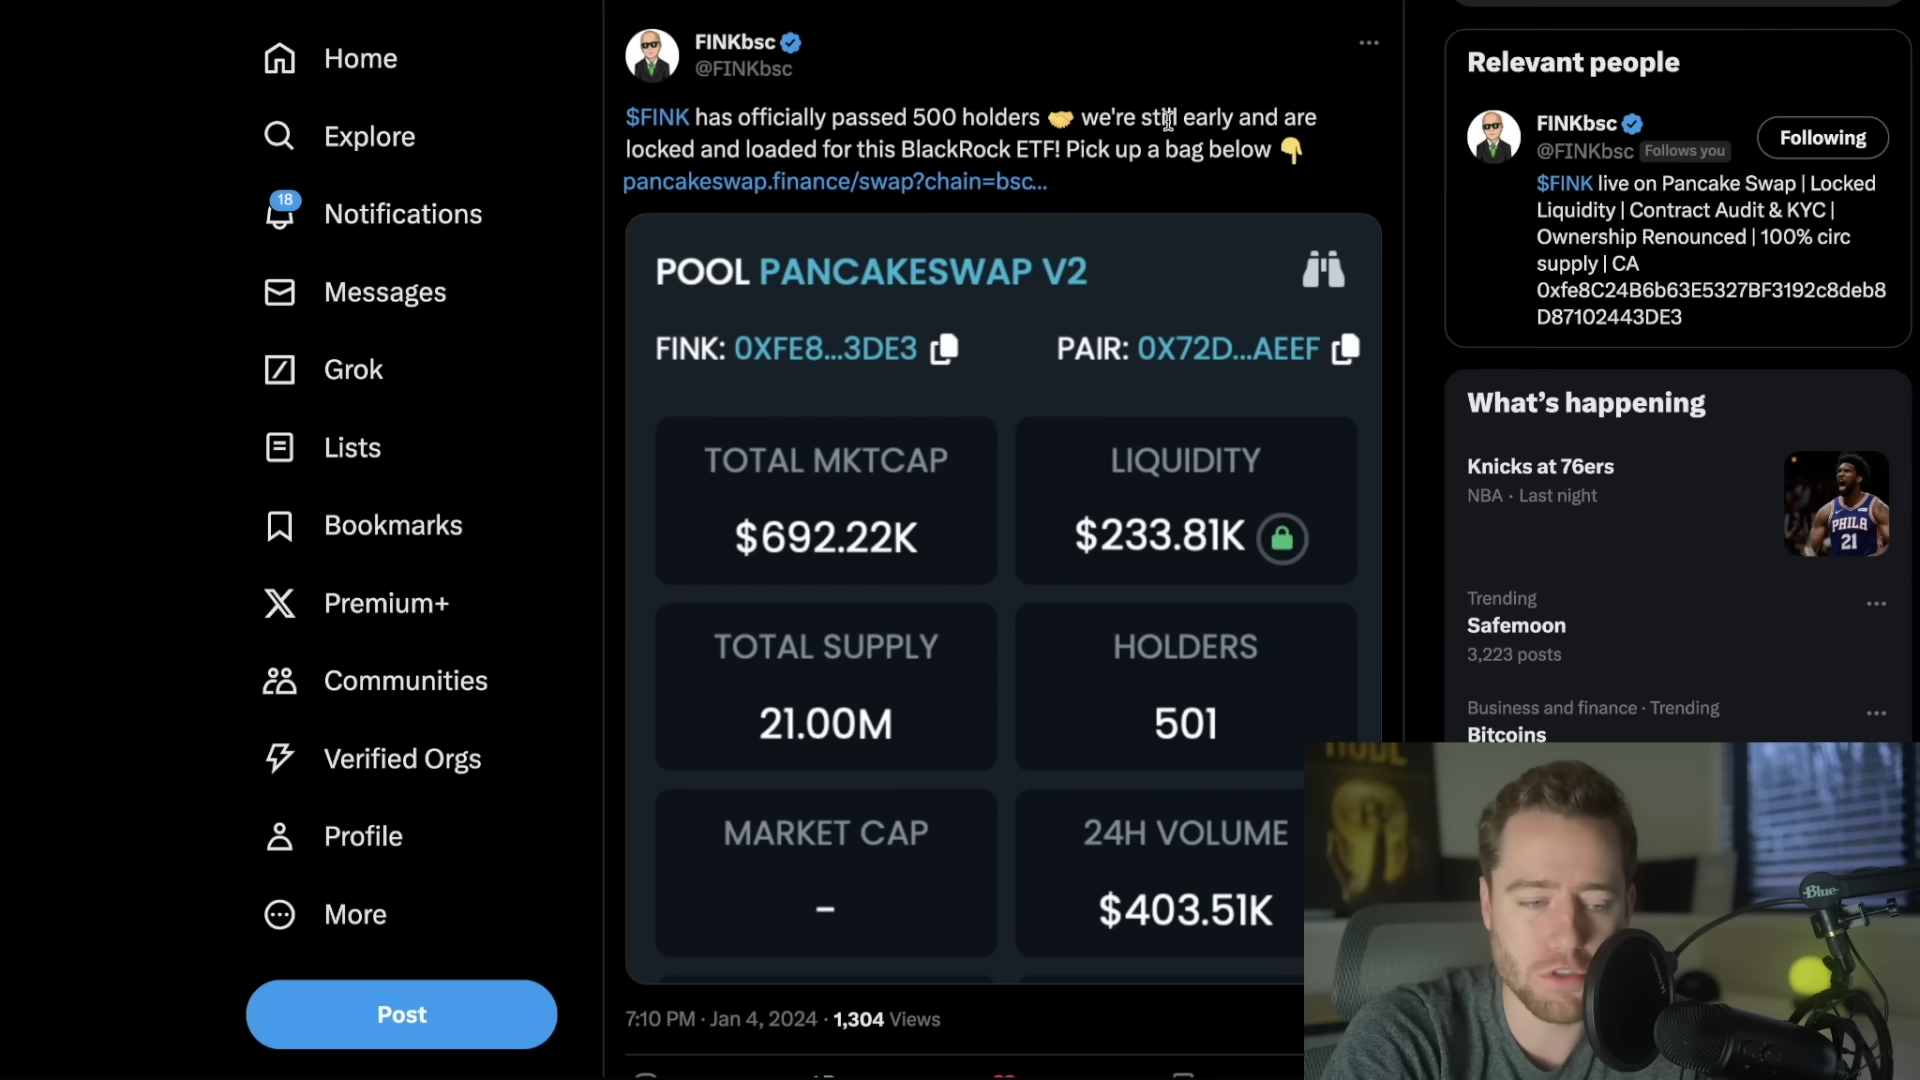 Home
Explore
18
Notifications
Messages
Grok
Lists
Bookmarks
Premium+
Communities
Verified Orgs
Profile
More
Post
FINKbsc
@FINKbsc
$FINK has officially passed 500 holders 🤝 we're still early and are
locked and loaded for this BlackRock ETF! Pick up a bag below 👇
pancakeswap.finance/swap?chain=bsc...
POOL PANCAKESWAP V2
FINK: 0XFE8...3DE3
PAIR: 0X72D...AEEF
TOTAL MKTCAP
$692.22K
LIQUIDITY
$233.81K
TOTAL SUPPLY
21.00M
HOLDERS
501
MARKET CAP
-
24H VOLUME
$403.51K
7:10 PM · Jan 4, 2024 · 1,304 Views
Relevant people
FINKbsc
@FINKbsc Follows you
Following
$FINK live on Pancake Swap | Locked
Liquidity | Contract Audit & KYC |
Ownership Renounced | 100% circ
supply | CA
0xfe8C24B6b63E5327BF3192c8deb8
D87102443DE3
What's happening
Knicks at 76ers
NBA · Last night
PHILA
21
Trending
Safemoon
3,223 posts
Business and finance · Trending
Bitcoins
HODL
Blue